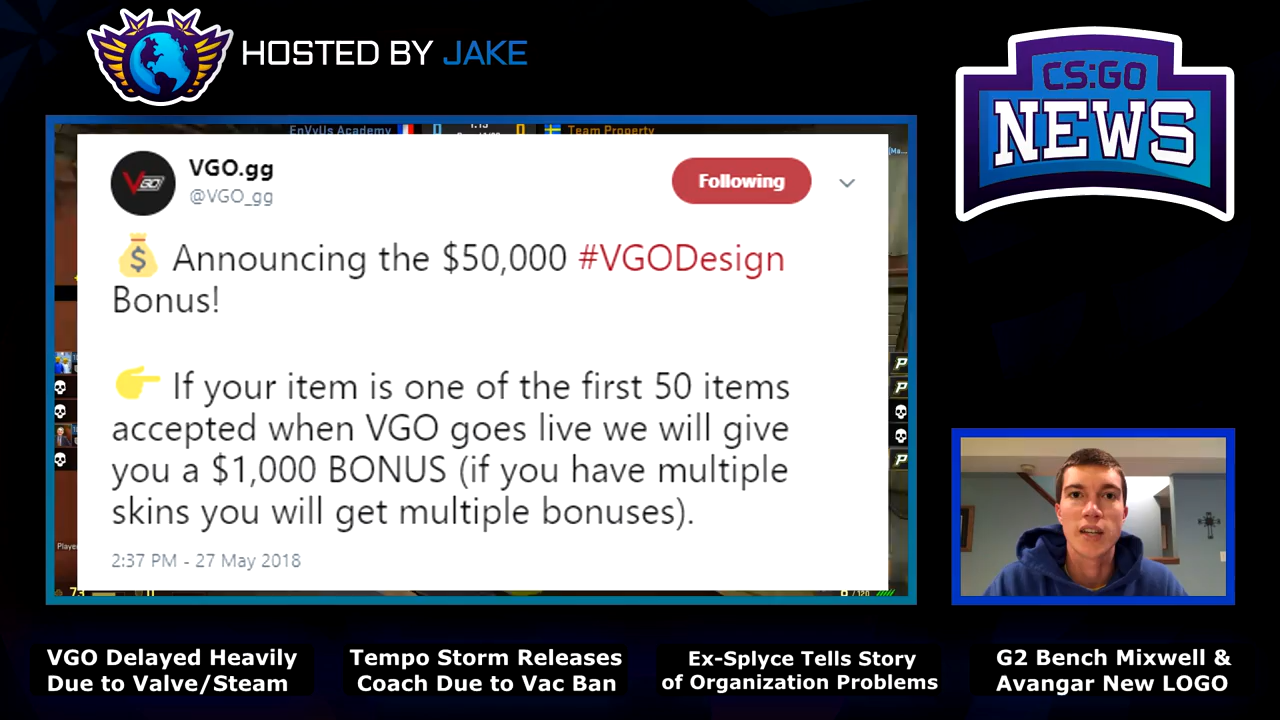 HOSTED BY JAKE
CS:GO
NEWS
EnVyUs Academy 0 0 Team Property
VGO
VGO.gg
@VGO_gg
Following
Announcing the $50,000 #VGODesign
Bonus!
If your item is one of the first 50 items
accepted when VGO goes live we will give
you a $1,000 BONUS (if you have multiple
skins you will get multiple bonuses).
2:37 PM - 27 May 2018
VGO Delayed Heavily
Due to Valve/Steam
Tempo Storm Releases
Coach Due to Vac Ban
Ex-Splyce Tells Story
of Organization Problems
G2 Bench Mixwell &
Avangar New LOGO